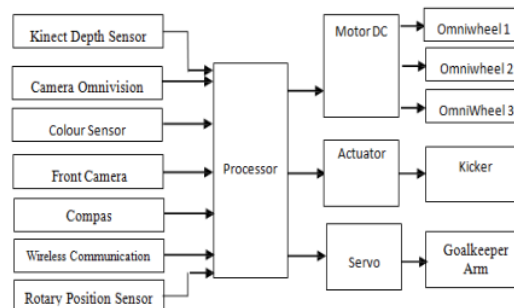 Kinect Depth Sensor
Camera Omnivision
Colour Sensor
Front Camera
Compas
Wireless Communication
Rotary Position Sensor
Processor
Motor DC
Actuator
Servo
Omniwheel 1
Omniwheel 2
OmniWheel 3
Kicker
Goalkeeper
Arm